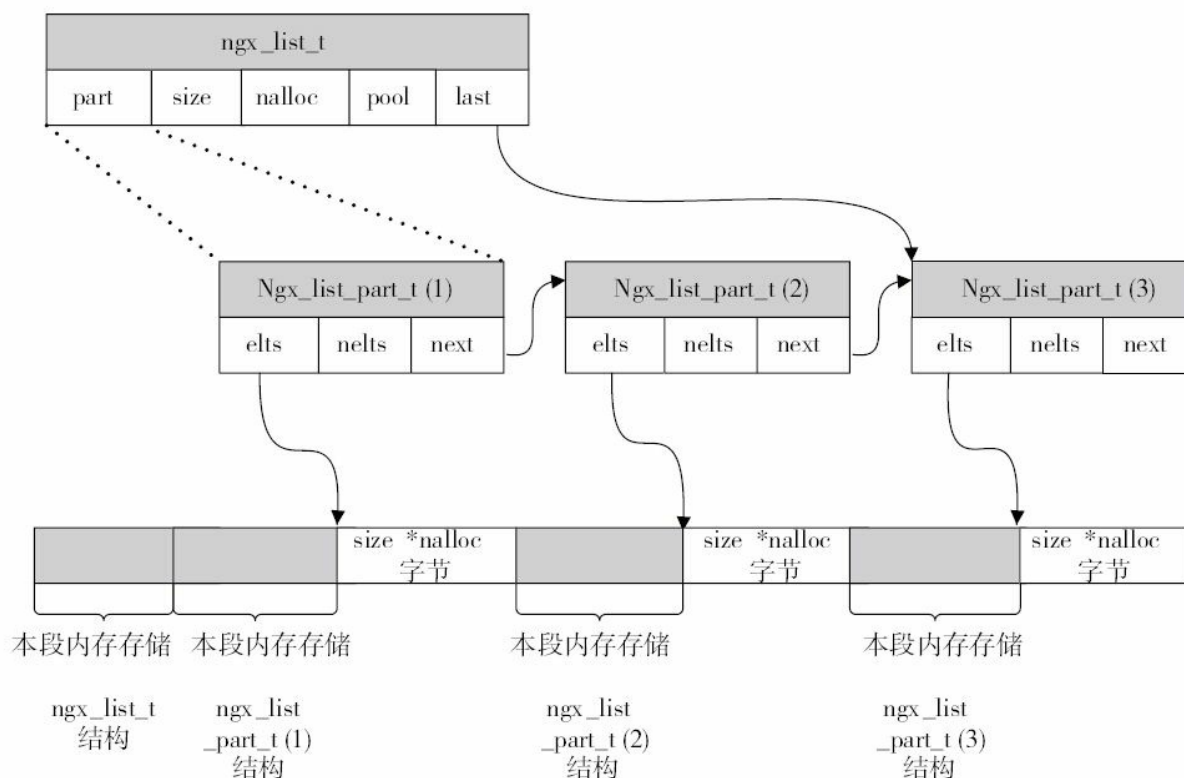 ngx_list_t
part size nalloc pool last
Ngx_list_part_t (1) Ngx_list_part_t (2) Ngx_list_part_t (3)
elts nelts next elts nelts next elts nelts next
size *nalloc size *nalloc size *nalloc
字节 字节 字节
本段内存存储 本段内存存储 本段内存存储 本段内存存储
ngx_list_t ngx_list ngx_list ngx_list
结构 _part_t (1) _part_t (2) _part_t (3)
结构 结构 结构